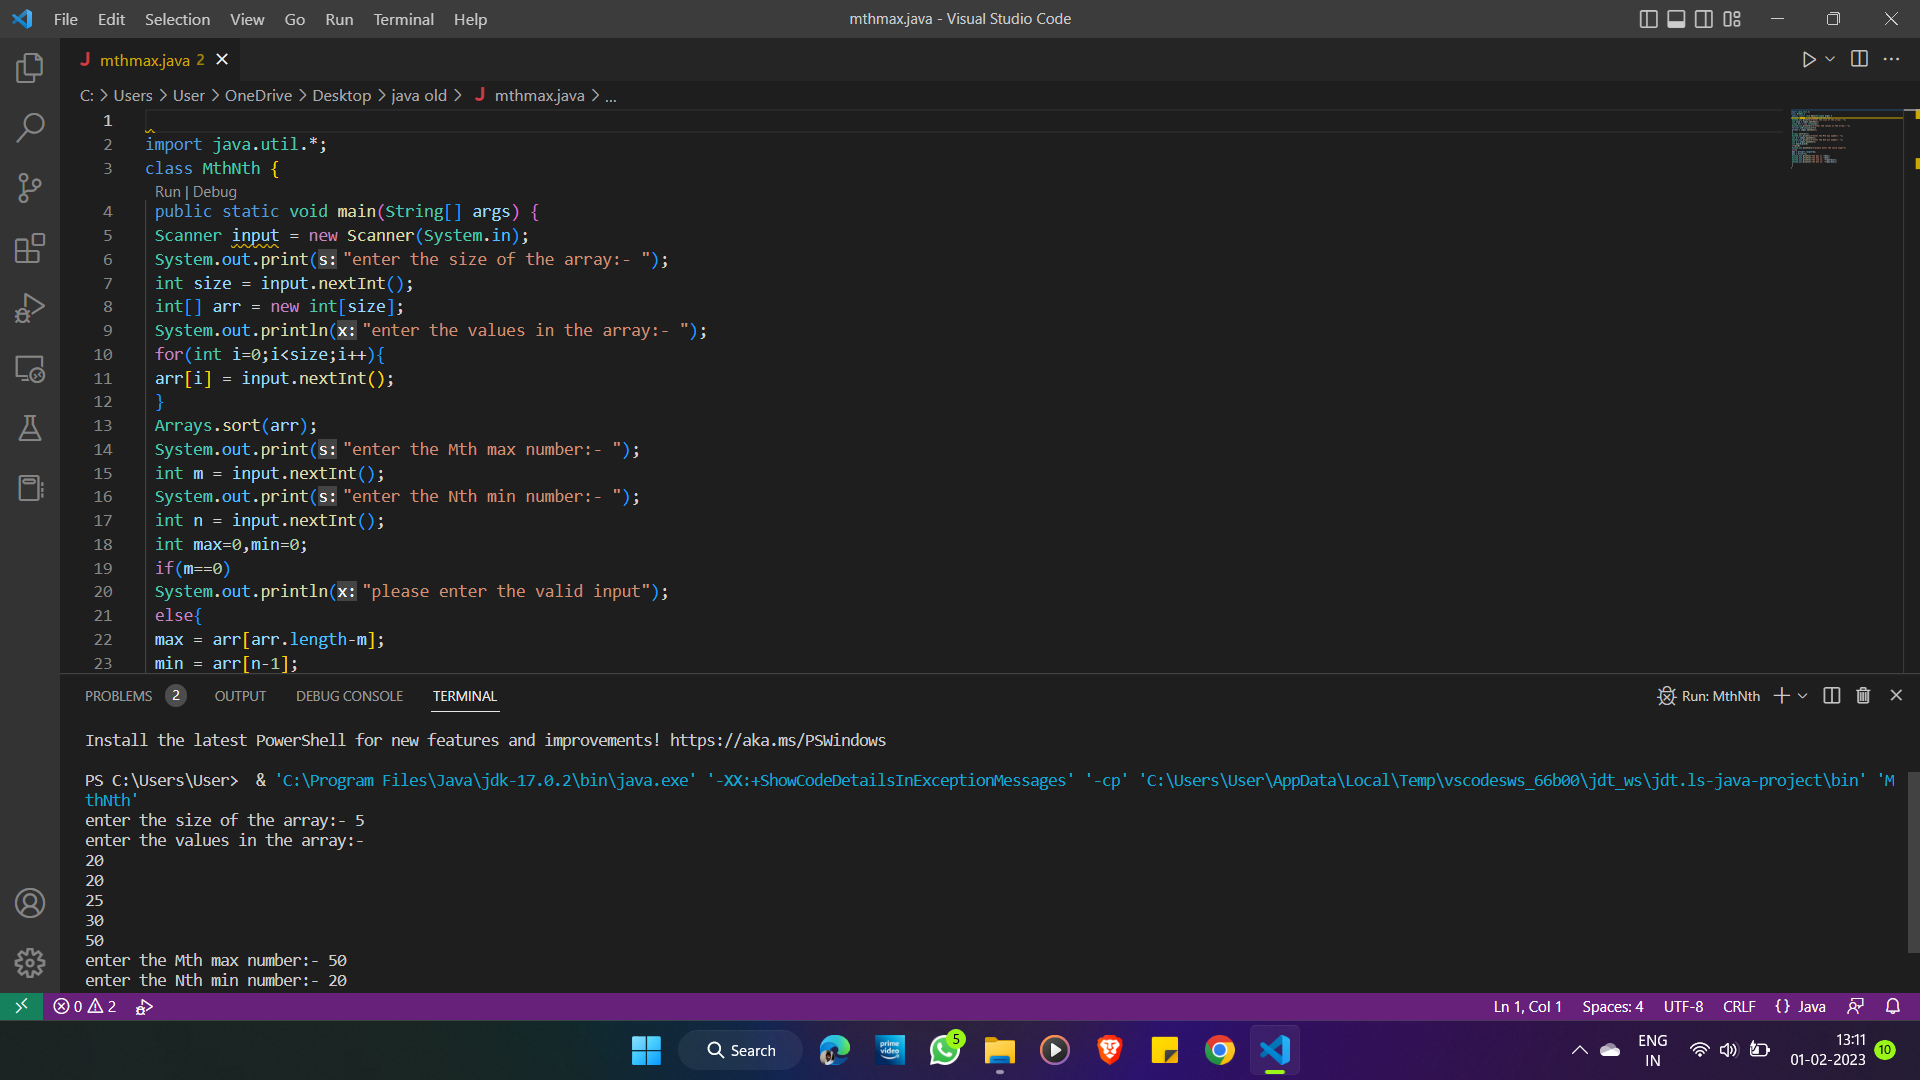 File Edit Selection View Go Run Terminal Help
mthmax.java - Visual Studio Code
J mthmax.java 2
C: > Users > User > OneDrive > Desktop > java old > J mthmax.java > ...
1
2 import java.util.*;
3 class MthNth {
Run | Debug
4 public static void main(String[] args) {
5 Scanner input = new Scanner(System.in);
6 System.out.print(s: "enter the size of the array:- ");
7 int size = input.nextInt();
8 int[] arr = new int[size];
9 System.out.println(x: "enter the values in the array:- ");
10 for(int i=0;i<size;i++){
11 arr[i] = input.nextInt();
12 }
13 Arrays.sort(arr);
14 System.out.print(s: "enter the Mth max number:- ");
15 int m = input.nextInt();
16 System.out.print(s: "enter the Nth min number:- ");
17 int n = input.nextInt();
18 int max=0,min=0;
19 if(m==0)
20 System.out.println(x: "please enter the valid input");
21 else{
22 max = arr[arr.length-m];
23 min = arr[n-1];
PROBLEMS 2 OUTPUT DEBUG CONSOLE TERMINAL
Run: MthNth
Install the latest PowerShell for new features and improvements! https://aka.ms/PSWindows
PS C:\Users\User>  & 'C:\Program Files\Java\jdk-17.0.2\bin\java.exe' '-XX:+ShowCodeDetailsInExceptionMessages' '-cp' 'C:\Users\User\AppData\Local\Temp\vscodesws_66b00\jdt_ws\jdt.ls-java-project\bin' 'M
thNth'
enter the size of the array:- 5
enter the values in the array:-
20
20
25
30
50
enter the Mth max number:- 50
enter the Nth min number:- 20
0 2
Ln 1, Col 1 Spaces: 4 UTF-8 CRLF {} Java
Search
prime video
5
ENG
IN
13:11
01-02-2023
10